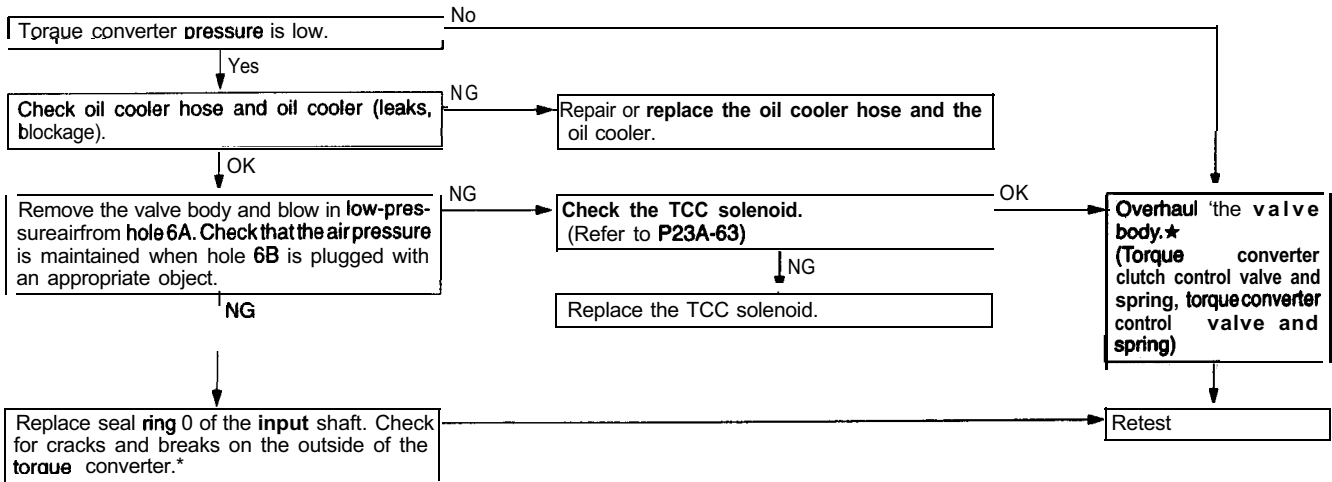 Torque converter pressure is low.
No
Yes
Check oil cooler hose and oil cooler (leaks,
blockage).
NG
Repair or replace the oil cooler hose and the
oil cooler.
OK
Remove the valve body and blow in low-pres-
sureairfrom hole 6A. Check that the air pressure
is maintained when hole 6B is plugged with
an appropriate object.
NG
Check the TCC solenoid.
(Refer to P23A-63)
OK
Overhaul 'the valve
body.★
(Torque converter
clutch control valve and
spring, torque converter
control valve and
spring)
NG
Replace the TCC solenoid.
NG
Replace seal ring 0 of the input shaft. Check
for cracks and breaks on the outside of the
torque converter.*
Retest